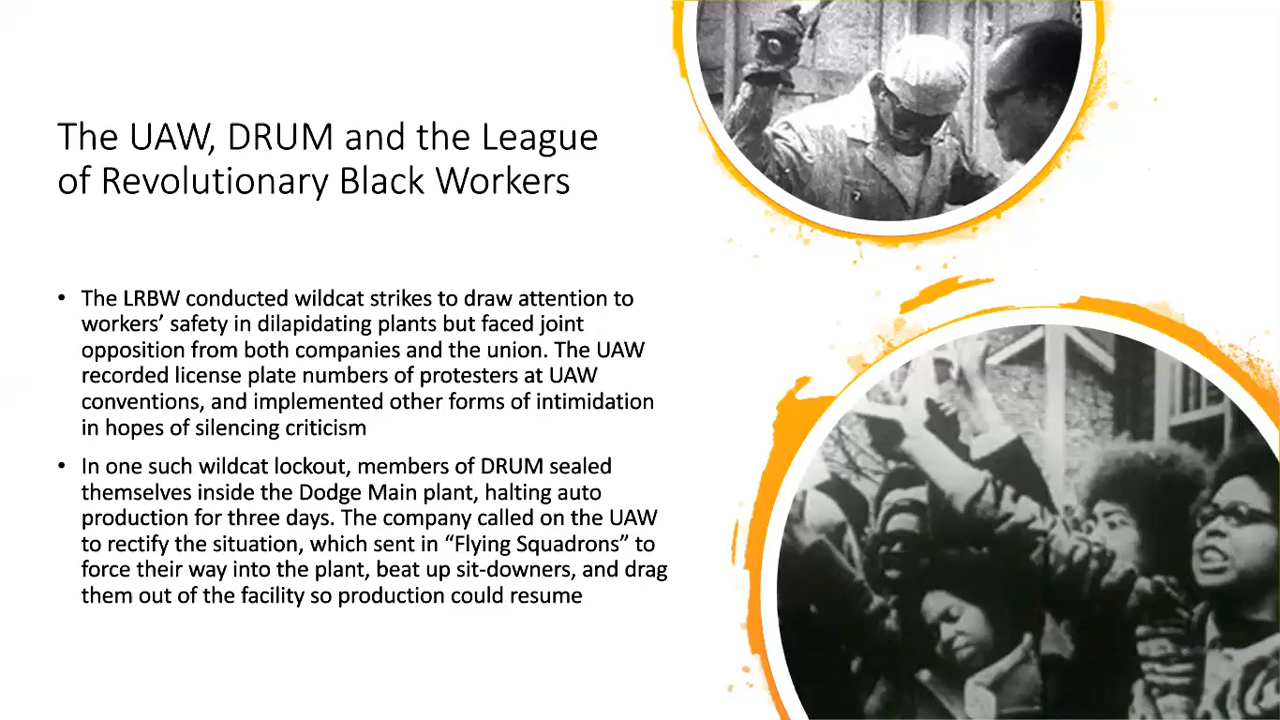 The UAW, DRUM and the League
of Revolutionary Black Workers
• The LRBW conducted wildcat strikes to draw attention to
workers’ safety in dilapidating plants but faced joint
opposition from both companies and the union. The UAW
recorded license plate numbers of protesters at UAW
conventions, and implemented other forms of intimidation
in hopes of silencing criticism
• In one such wildcat lockout, members of DRUM sealed
themselves inside the Dodge Main plant, halting auto
production for three days. The company called on the UAW
to rectify the situation, which sent in “Flying Squadrons” to
force their way into the plant, beat up sit-downers, and drag
them out of the facility so production could resume